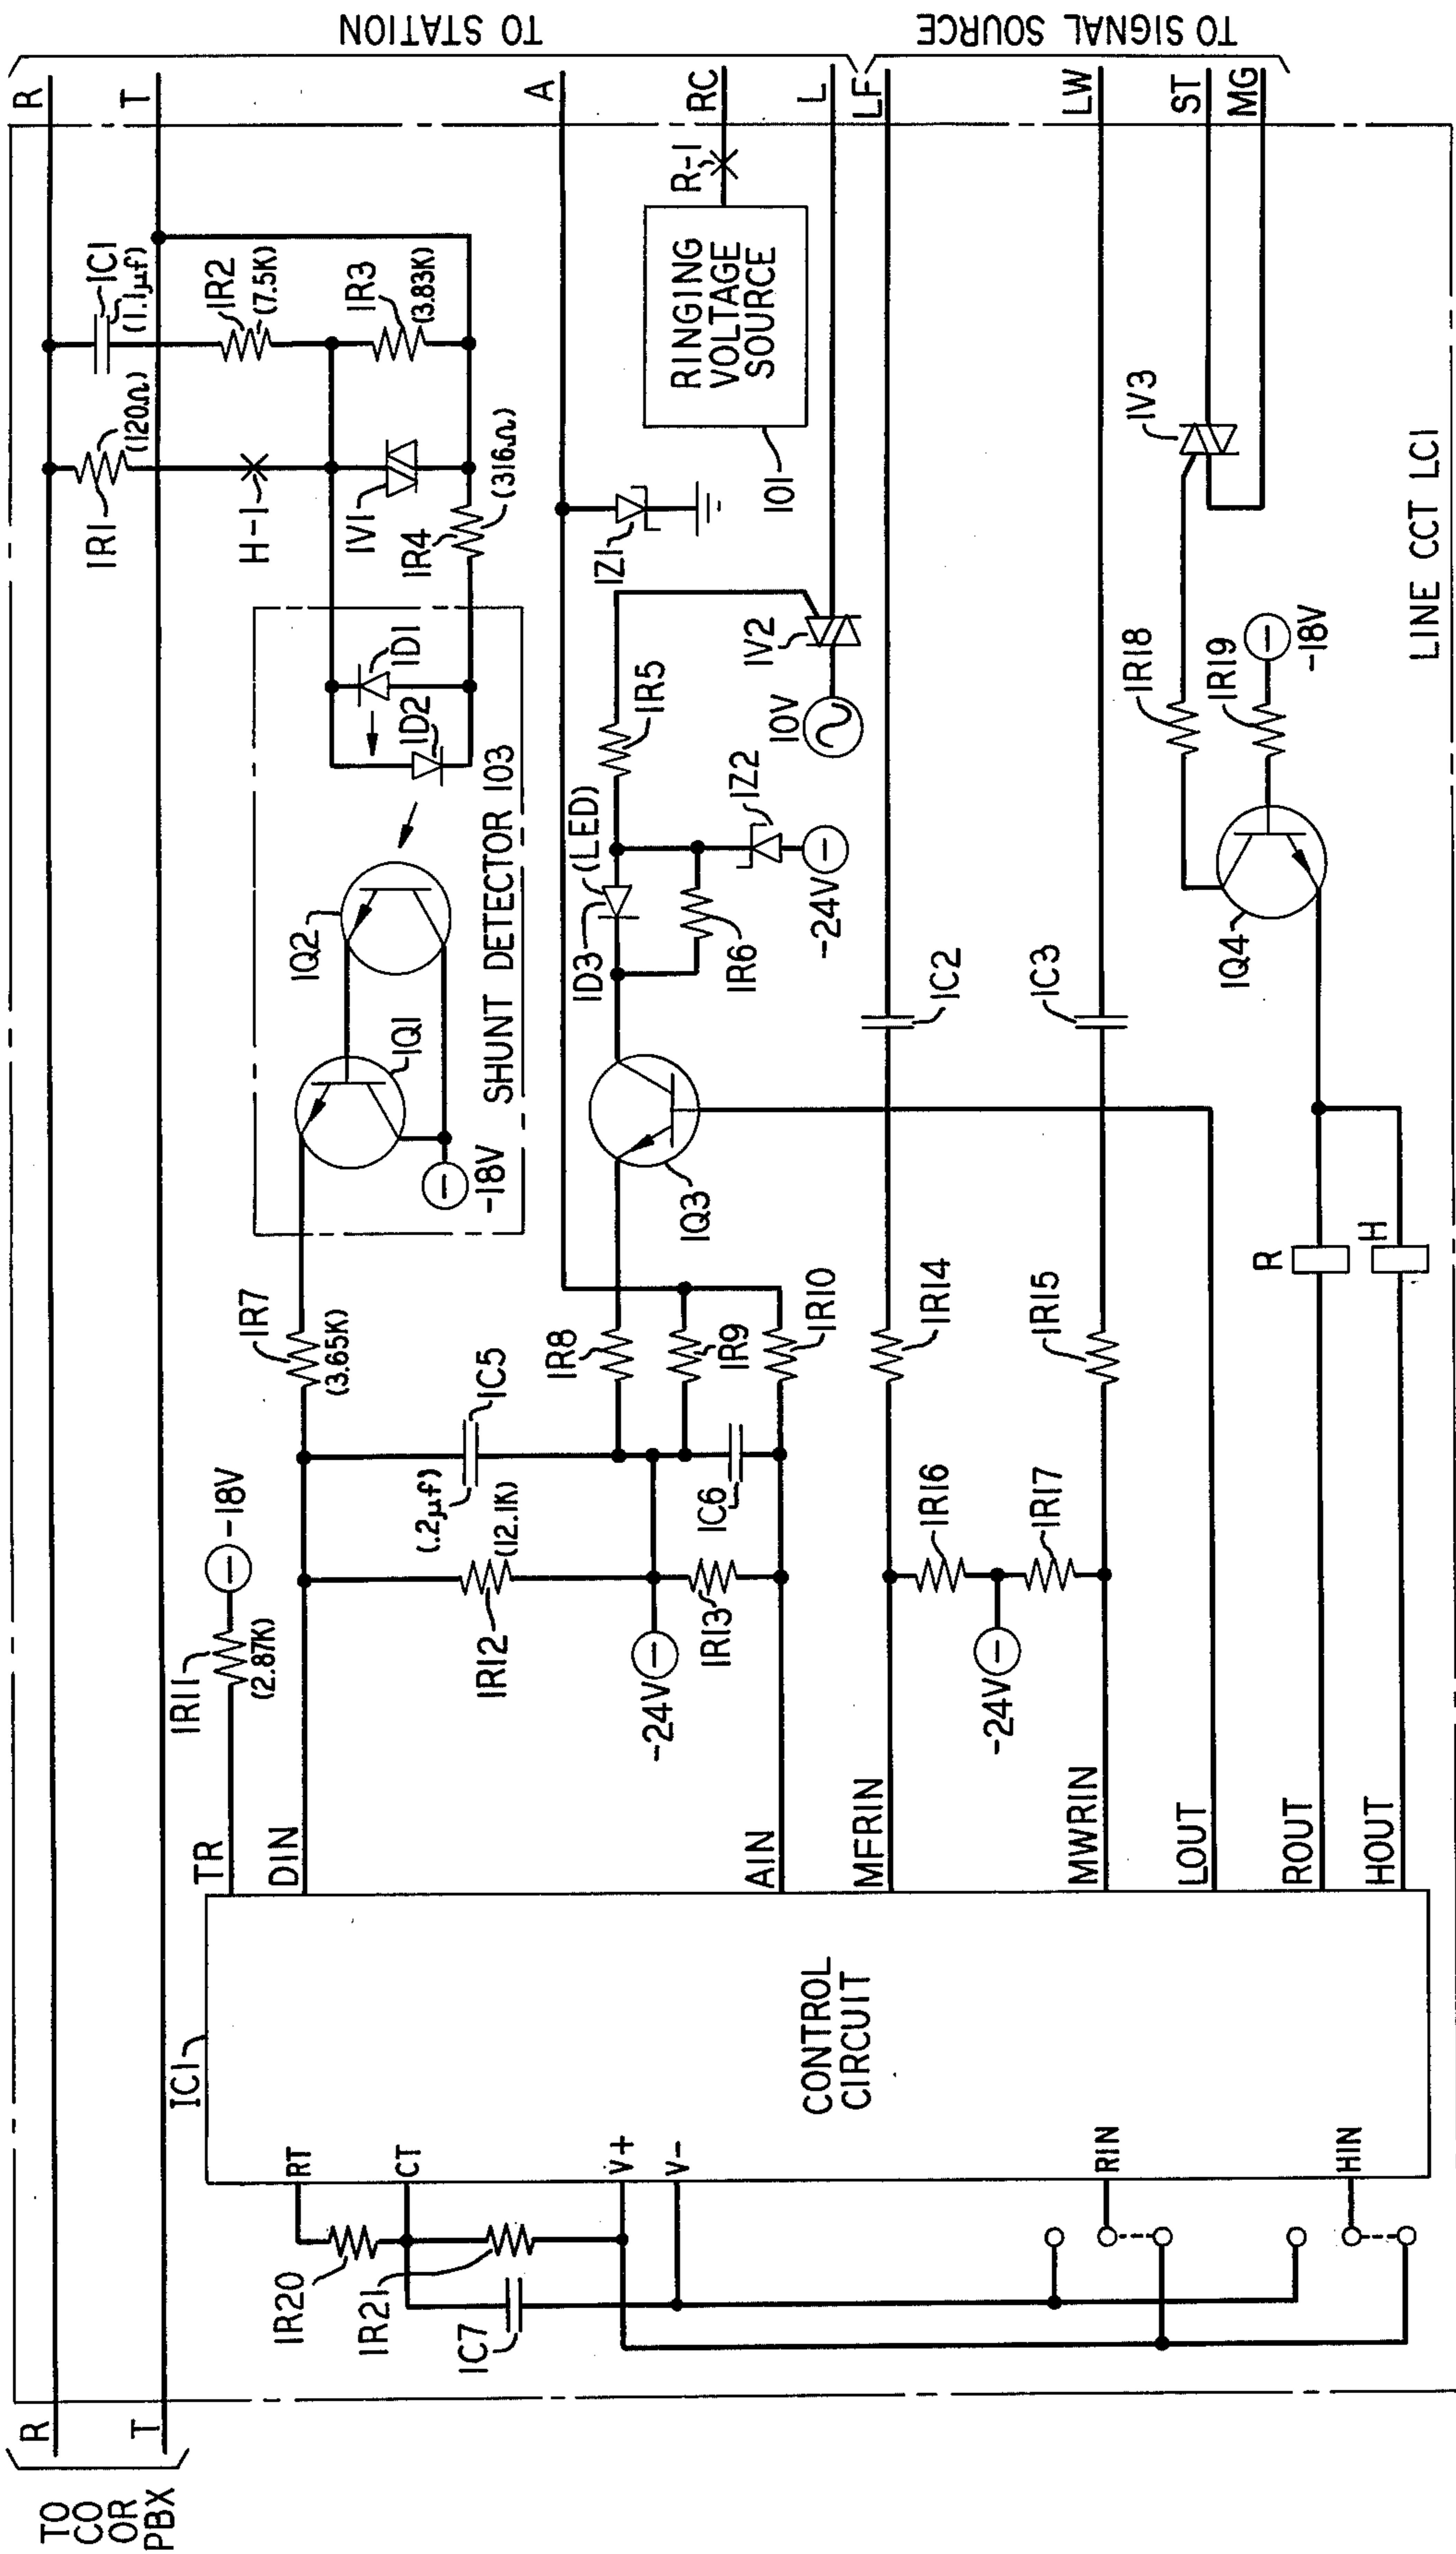 TO
CO
OR
PBX
R
T
R
T
TO STATION
A
RC
L
LF
LW
ST
MG
TO SIGNAL SOURCE
1R1
(120Ω)
1C1
(1.1μf)
1R2
(7.5K)
1R3
(3.83K)
H-1
1V1
1R4
(316Ω)
1D1
1D2
1Q2
1Q1
-18V
SHUNT DETECTOR 103
1R7
(3.65K)
1R11
(2.87K)
-18V
TR
DIN
1C5
(.2μf)
1R12
(12.1K)
1R8
1R9
1R10
1C6
1R13
-24V
AIN
1Q3
1D3
(LED)
1R6
1Z2
-24V
1R5
1V2
10V
1Z1
RINGING
VOLTAGE
SOURCE
101
R-1
1C2
1C3
1R14
1R15
1R16
1R17
-24V
MFRIN
MWRIN
LOUT
ROUT
HOUT
R
H
1Q4
1R18
1R19
-18V
1V3
LINE CCT LC1
IC1
CONTROL
CIRCUIT
RT
CT
V+
V-
RIN
HIN
1R20
1R21
1C7